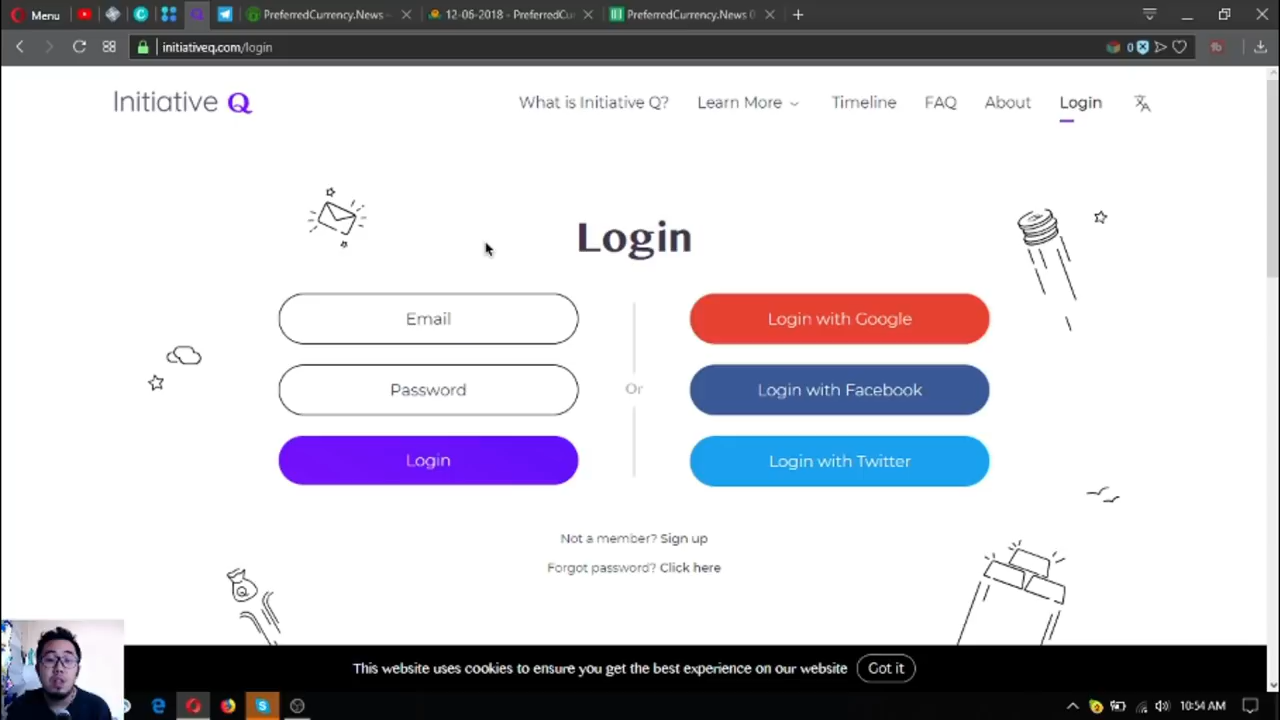 Menu
PreferredCurrency.News
12-06-2018 - PreferredCu
PreferredCurrency.News 0
initiativeq.com/login
0
Initiative Q
What is Initiative Q?
Learn More
Timeline
FAQ
About
Login
Login
Email
Password
Login
Or
Login with Google
Login with Facebook
Login with Twitter
Not a member? Sign up
Forgot password? Click here
This website uses cookies to ensure you get the best experience on our website
Got it
10:54 AM